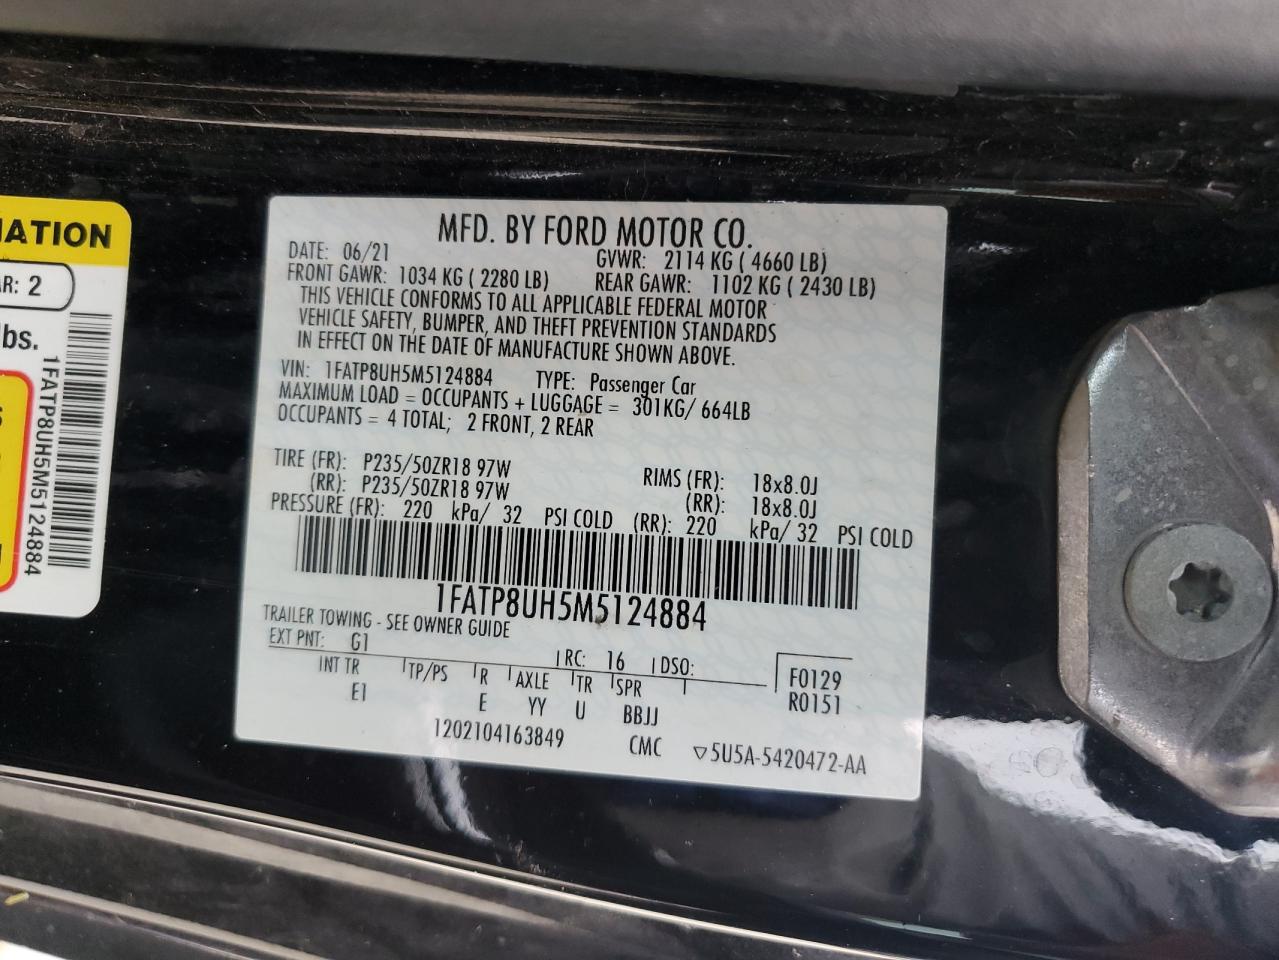 MFD. BY FORD MOTOR CO.
DATE: 06/21 GVWR: 2114 KG ( 4660 LB)
FRONT GAWR: 1034 KG ( 2280 LB) REAR GAWR: 1102 KG ( 2430 LB)
THIS VEHICLE CONFORMS TO ALL APPLICABLE FEDERAL MOTOR
VEHICLE SAFETY, BUMPER, AND THEFT PREVENTION STANDARDS
IN EFFECT ON THE DATE OF MANUFACTURE SHOWN ABOVE.
VIN: 1FATP8UH5M5124884 TYPE: Passenger Car
MAXIMUM LOAD = OCCUPANTS + LUGGAGE = 301KG/ 664LB
OCCUPANTS = 4 TOTAL; 2 FRONT, 2 REAR
TIRE (FR): P235/50ZR18 97W RIMS (FR): 18x8.0J
(RR): P235/50ZR18 97W (RR): 18x8.0J
PRESSURE (FR): 220 kPa/ 32 PSI COLD (RR): 220 kPa/ 32 PSI COLD
1FATP8UH5M5124884
TRAILER TOWING - SEE OWNER GUIDE
EXT PNT: G1 RC: 16 DSO: F0129
INT TR TP/PS R AXLE TR SPR R0151
E1 E YY U BBJJ
1202104163849 CMC ▽5U5A-5420472-AA
ATION
AR: 2
lbs.
1FATP8UH5M5124884